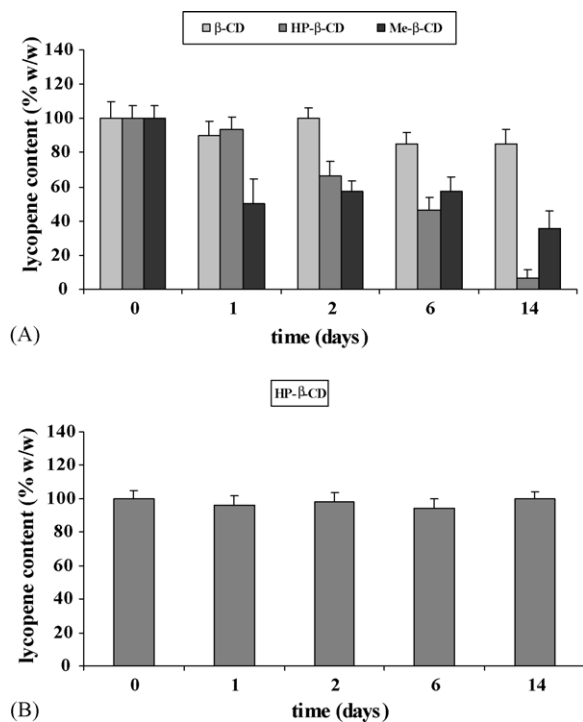 β-CD HP-β-CD Me-β-CD
lycopene content (% w/w)
140
120
100
80
60
40
20
0
0 1 2 6 14
time (days)
(A)
HP-β-CD
lycopene content (% w/w)
140
120
100
80
60
40
20
0
0 1 2 6 14
time (days)
(B)